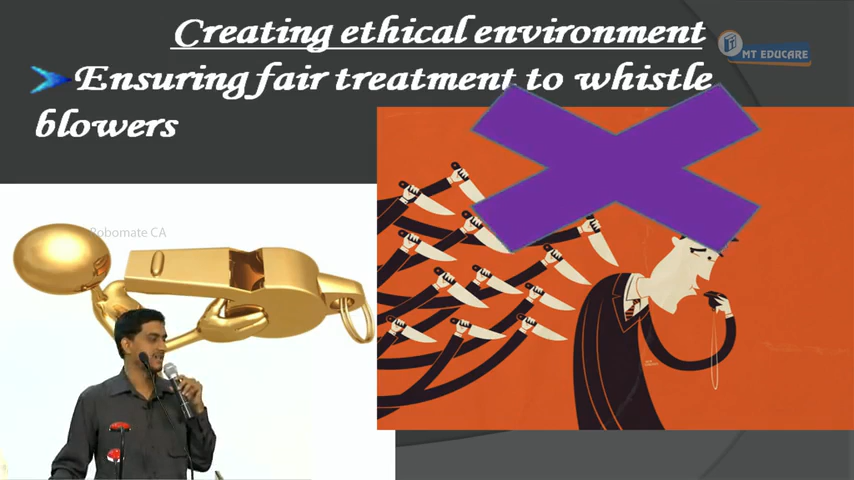 Creating ethical environment
MT EDUCARE
Ensuring fair treatment to whistle
blowers
Robomate CA